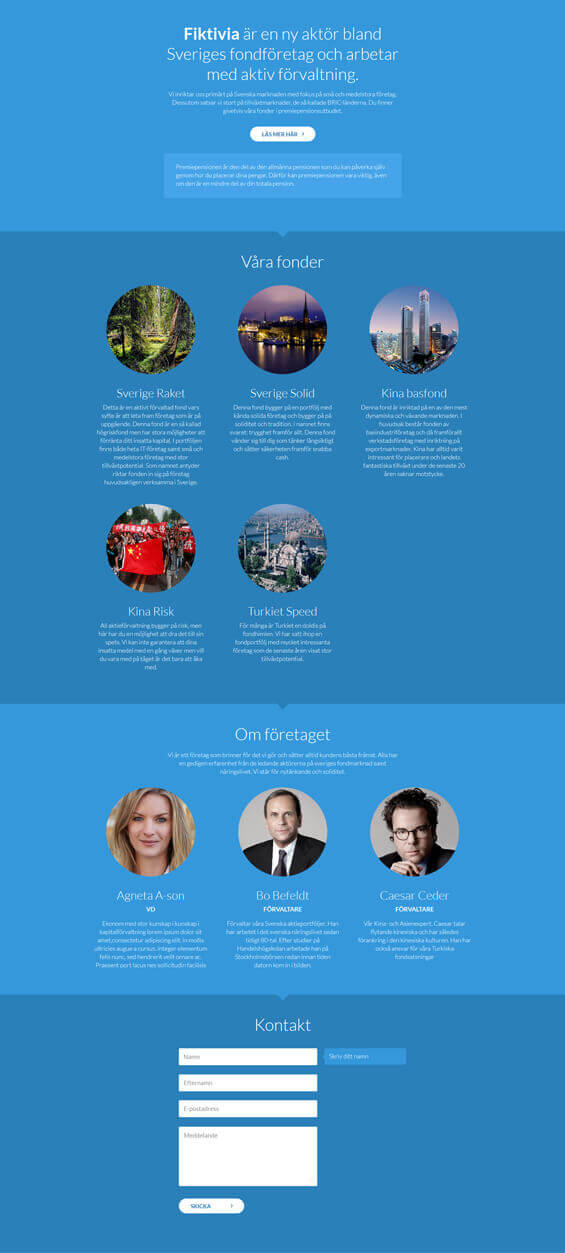 Fiktivia är en ny aktör bland
Sveriges fondföretag och arbetar
med aktiv förvaltning.
Vi inriktar oss primärt på Svenska marknaden med fokus på små och medelstora företag.
Dessutom satsar vi stort på tillväxtmarknader, de så kallade BRIC-länderna. Du finner
givetvis våra fonder i premiepensionsutbudet.
LÄS MER HÄR
Premiepension är den del av den allmänna pensionen som du kan påverka själv
genom hur du placerar dina pengar. Därför kan premiepensionen vara viktig, även
om den är en mindre del av din totala pension.
Våra fonder
Sverige Raket
Detta är en aktivt förvaltad fond vars
syfte är att leta fram företag som är på
uppgående. Denna fond är en så kallad
högriskfond men har stora möjligheter att
förränta ditt insatta kapital. I portföljen
finns både heta IT-företag samt små och
medelstora företag med stor
tillväxtpotential. Som namnet antyder
riktar fonden in sig på företag
huvudsakligen verksamma i Sverige.
Sverige Solid
Denna fond bygger på en portfölj med
kända solida företag och bygger på på
soliditet och tradition. I namnet finns
svaret: trygghet framför allt. Denna fond
vänder sig till dig som tänker långsiktigt
och sätter säkerheten framför snabba
cash.
Kina basfond
Denna fond är inriktad på en av den mest
dynamiska och växande marknaden. I
huvudsak består fonden av
basindustriföretag och då framförallt
verkstadsföretag med inriktning på
exportmarknader. Kina har alltid varit
intressant för placerare och landets
fantastiska tillväxt under de senaste 20
åren saknar motstycke.
Kina Risk
All aktieförvaltning bygger på risk, men
här har du en möjlighet att dra det till sin
spets. Vi kan inte garantera att dina
insatta medel med en gång växer men vill
du vara med på tåget är det bara att åka
med.
Turkiet Speed
För många är Turkiet en doldis på
fondhimlen. Vi har satt ihop en
fondportfölj med mycket intressanta
företag som de senaste åren visat stor
tillväxtpotential.
Om företaget
Vi är ett företag som brinner för det vi gör och sätter alltid kundens bästa främst. Alla har
en gedigen erfarenhet från de ledande aktörerna på sveriges fondmarknad samt
näringslivet. Vi står för nytänkande och soliditet.
Agneta A-son
VD
Ekonom med stor kunskap i kunskap i
kapitalförvaltning lorem ipsum dolor sit
amet,consectetur adipiscing elit. In mollis
ultricies augue a cursus. Integer elementum
felis nunc, sed hendrerit velit ornare ac.
Praesent port lacus nes sollicitudin facilisis
Bo Befeldt
FÖRVALTARE
Förvaltar våra Svenska aktieportföljer. Han
har arbetat i det svenska näringslivet sedan
tidigt 80-tal. Efter studier på
Handelshögskolan arbetade han på
Stockholmsbörsen redan innan tiden
datorn kom in i bilden.
Caesar Ceder
FÖRVALTARE
Vår Kina- och Asienexpert. Caesar talar
flytande kinesiska och har således
förankring i den kinesiska kulturen. Han har
också ansvar för våra Turkiska
fondsatsningar
Kontakt
Name
Skriv ditt namn
Efternamn
E-postadress
Meddelande
SKICKA